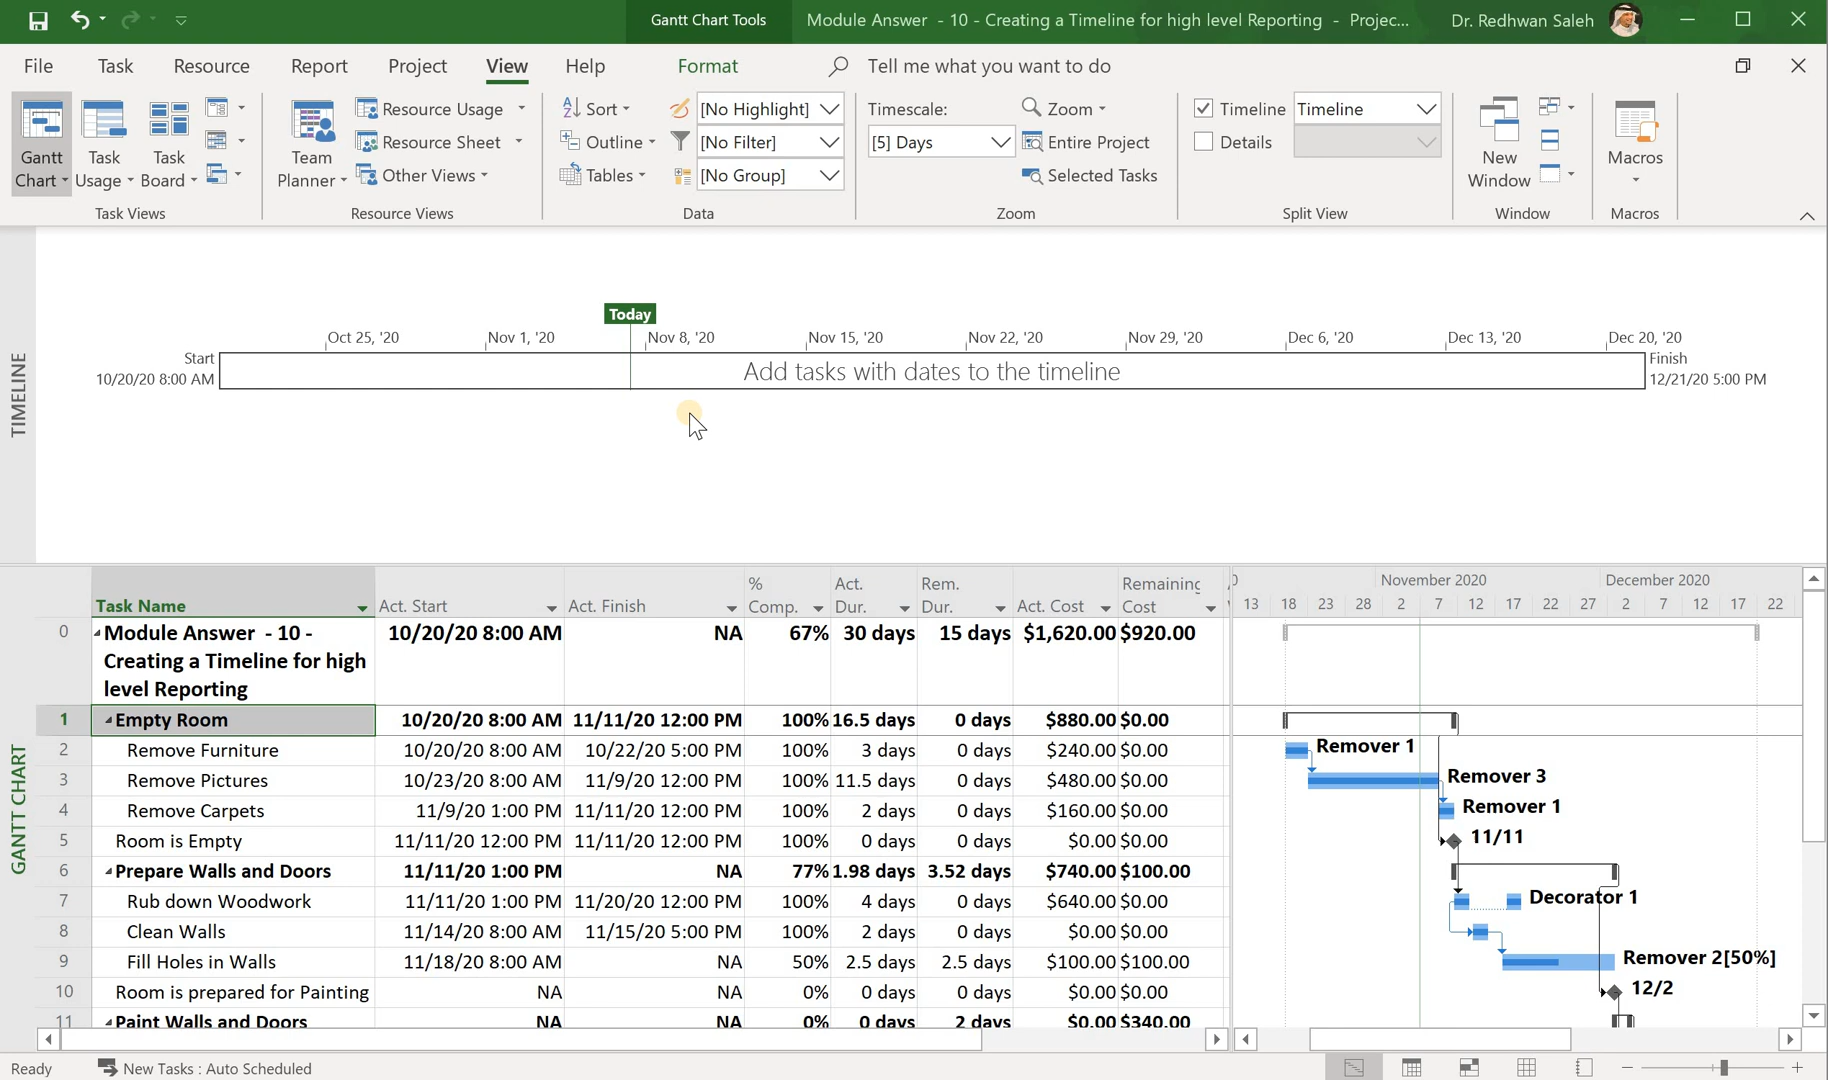 Gantt Chart Tools
Module Answer - 10 - Creating a Timeline for high level Reporting - Projec...
Dr. Redhwan Saleh
File Task Resource Report Project View Help Format Tell me what you want to do
Gantt Chart
Task Usage
Task Board
Task Views
Team Planner
Resource Usage
Resource Sheet
Other Views
Resource Views
Sort
Outline
Tables
[No Highlight]
[No Filter]
[No Group]
Data
Timescale:
[5] Days
Zoom
Entire Project
Selected Tasks
Zoom
Timeline Timeline
Details
Split View
New Window
Window
Macros
Macros
TIMELINE
Today
Oct 25, '20 Nov 1, '20 Nov 8, '20 Nov 15, '20 Nov 22, '20 Nov 29, '20 Dec 6, '20 Dec 13, '20 Dec 20, '20
Start
10/20/20 8:00 AM
Add tasks with dates to the timeline
Finish
12/21/20 5:00 PM
GANTT CHART
Task Name Act. Start Act. Finish % Comp. Act. Dur. Rem. Dur. Act. Cost Remaining Cost
November 2020 December 2020
13 18 23 28 2 7 12 17 22 27 2 7 12 17 22
0 Module Answer - 10 - 10/20/20 8:00 AM NA 67% 30 days 15 days $1,620.00 $920.00
Creating a Timeline for high
level Reporting
1 Empty Room 10/20/20 8:00 AM 11/11/20 12:00 PM 100% 16.5 days 0 days $880.00 $0.00
2 Remove Furniture 10/20/20 8:00 AM 10/22/20 5:00 PM 100% 3 days 0 days $240.00 $0.00 Remover 1
3 Remove Pictures 10/23/20 8:00 AM 11/9/20 12:00 PM 100% 11.5 days 0 days $480.00 $0.00 Remover 3
4 Remove Carpets 11/9/20 1:00 PM 11/11/20 12:00 PM 100% 2 days 0 days $160.00 $0.00 Remover 1
5 Room is Empty 11/11/20 12:00 PM 11/11/20 12:00 PM 100% 0 days 0 days $0.00 $0.00 11/11
6 Prepare Walls and Doors 11/11/20 1:00 PM NA 77% 1.98 days 3.52 days $740.00 $100.00
7 Rub down Woodwork 11/11/20 1:00 PM 11/20/20 12:00 PM 100% 4 days 0 days $640.00 $0.00 Decorator 1
8 Clean Walls 11/14/20 8:00 AM 11/15/20 5:00 PM 100% 2 days 0 days $0.00 $0.00
9 Fill Holes in Walls 11/18/20 8:00 AM NA 50% 2.5 days 2.5 days $100.00 $100.00 Remover 2[50%]
10 Room is prepared for Painting NA NA 0% 0 days 0 days $0.00 $0.00 12/2
11 Paint Walls and Doors NA NA 0% 0 days 2 days $0.00 $340.00
Ready New Tasks : Auto Scheduled